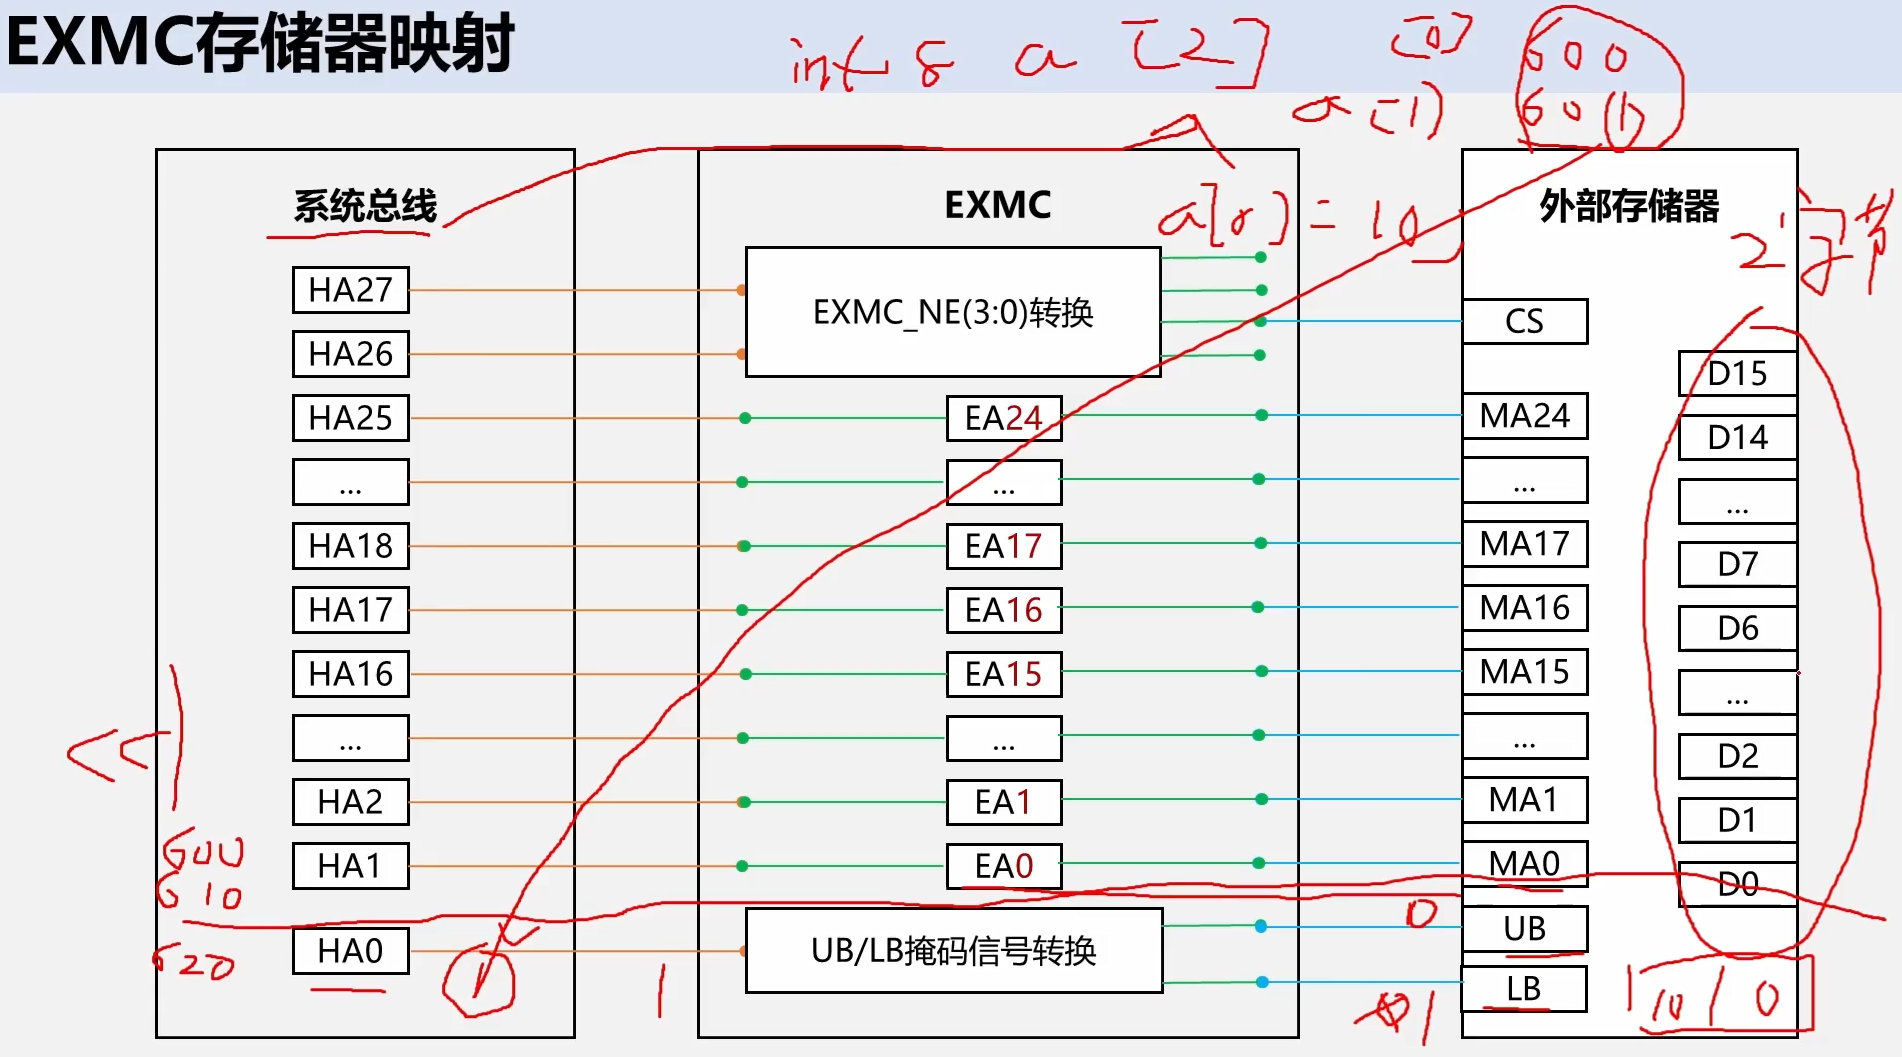 EXMC存储器映射
int 8 a [2]
[0] 600
a[1] 601
系统总线
EXMC
外部存储器
a[0] = 10;
2字节
HA27
HA26
HA25
...
HA18
HA17
HA16
...
HA2
HA1
HA0
EXMC_NE(3:0)转换
EA24
...
EA17
EA16
EA15
...
EA1
EA0
UB/LB掩码信号转换
CS
MA24
...
MA17
MA16
MA15
...
MA1
MA0
UB
LB
D15
D14
...
D7
D6
...
D2
D1
D0
<<
600
610
620
1
1
0
1
10 | 0